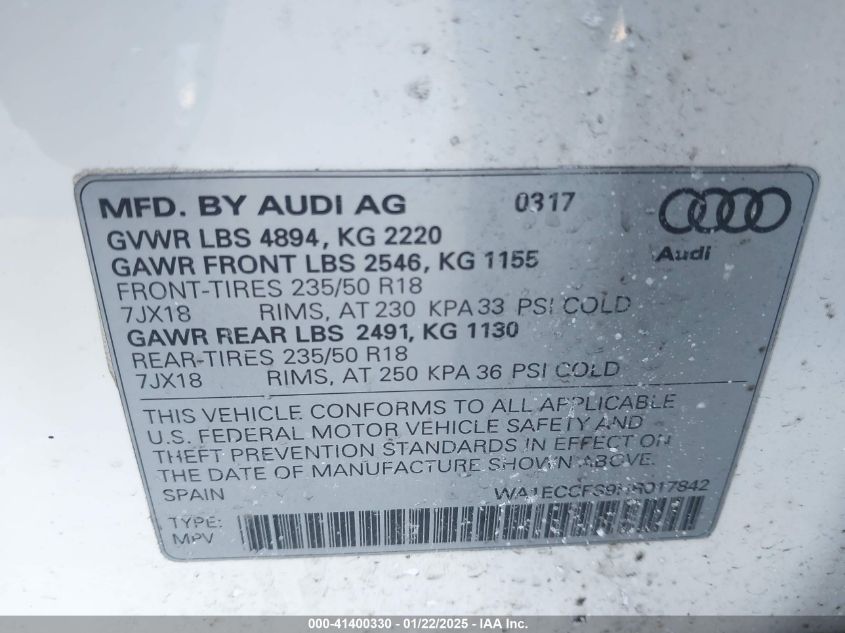 MFD. BY AUDI AG 0317
GVWR LBS 4894, KG 2220
GAWR FRONT LBS 2546, KG 1155
Audi
FRONT-TIRES 235/50 R18
7JX18 RIMS, AT 230 KPA 33 PSI COLD
GAWR REAR LBS 2491, KG 1130
REAR-TIRES 235/50 R18
7JX18 RIMS, AT 250 KPA 36 PSI COLD
THIS VEHICLE CONFORMS TO ALL APPLICABLE
U.S. FEDERAL MOTOR VEHICLE SAFETY AND
THEFT PREVENTION STANDARDS IN EFFECT ON
THE DATE OF MANUFACTURE SHOWN ABOVE.
SPAIN
TYPE:
MPV
000-41400330 - 01/22/2025 - IAA Inc.